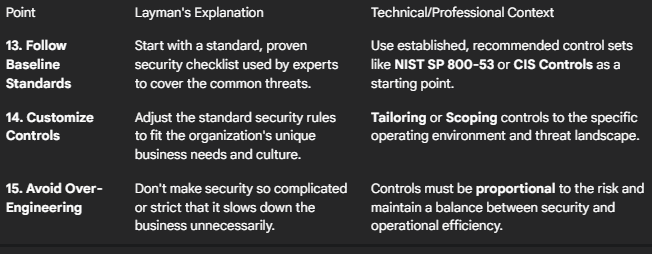 Point Layman's Explanation Technical/Professional Context
13. Follow Baseline Standards
Start with a standard, proven
security checklist used by experts
to cover the common threats.
Use established, recommended control sets
like NIST SP 800-53 or CIS Controls as a
starting point.
14. Customize Controls
Adjust the standard security rules
to fit the organization's unique
business needs and culture.
Tailoring or Scoping controls to the specific
operating environment and threat landscape.
15. Avoid Over-
Engineering
Don't make security so complicated
or strict that it slows down the
business unnecessarily.
Controls must be proportional to the risk and
maintain a balance between security and
operational efficiency.